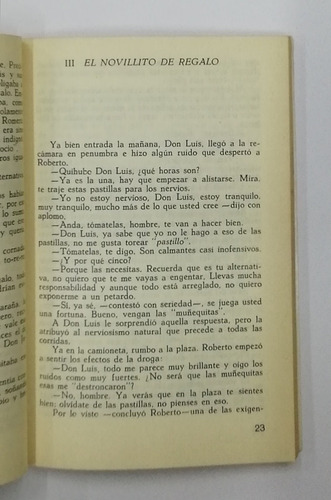 III EL NOVILLITO DE REGALO
Ya bien entrada la mañana, Don Luis, llegó a la re-
cámara en penumbra e hizo algún ruido que despertó a
Roberto.
—Quihube Don Luis, ¿qué horas son?
—Ya es la una, hay que empezar a alistarse. Mira,
te traje estas pastillas para los nervios.
—Yo no estoy nervioso, Don Luis, estoy tranquilo,
muy tranquilo, mucho más de lo que usted cree —dijo
con aplomo.
—Anda, tómatelas, hombre, te van a hacer bien.
—Don Luis, ya sabe que yo no le hago a eso de las
pastillas, no me gusta torear "pastillo".
—Tómatelas, te digo. Son calmantes casi inofensivos.
—¿Y por qué cinco?
—Porque las necesitas. Recuerda que es tu alternati-
va, no quiero que te me vayas a engentar, Llevas mucha
responsabilidad y aunque todo está arreglado, no quiero
exponerme a un petardo.
—Sí, ya sé, —contestó con seriedad—, se juega usted
una fortuna. Bueno, vengan las "muñequitas".
A Don Luis le sorprendió aquella respuesta, pero la
atribuyó al nerviosismo natural que precede a todas las
corridas.
Ya en la camioneta, rumbo a la plaza. Roberto empezó
a sentir los efectos de la droga:
—Don Luis, todo me parece muy brillante y oigo los
ruidos como muy fuertes. ¿No será que las muñequitas
esas me "destroncaron"?
—No, hombre. Ya verás que en la plaza te sientes
bien; olvídate de las pastillas, no pienses en eso.
Por lo visto —concluyó Roberto— una de las exigen-
23